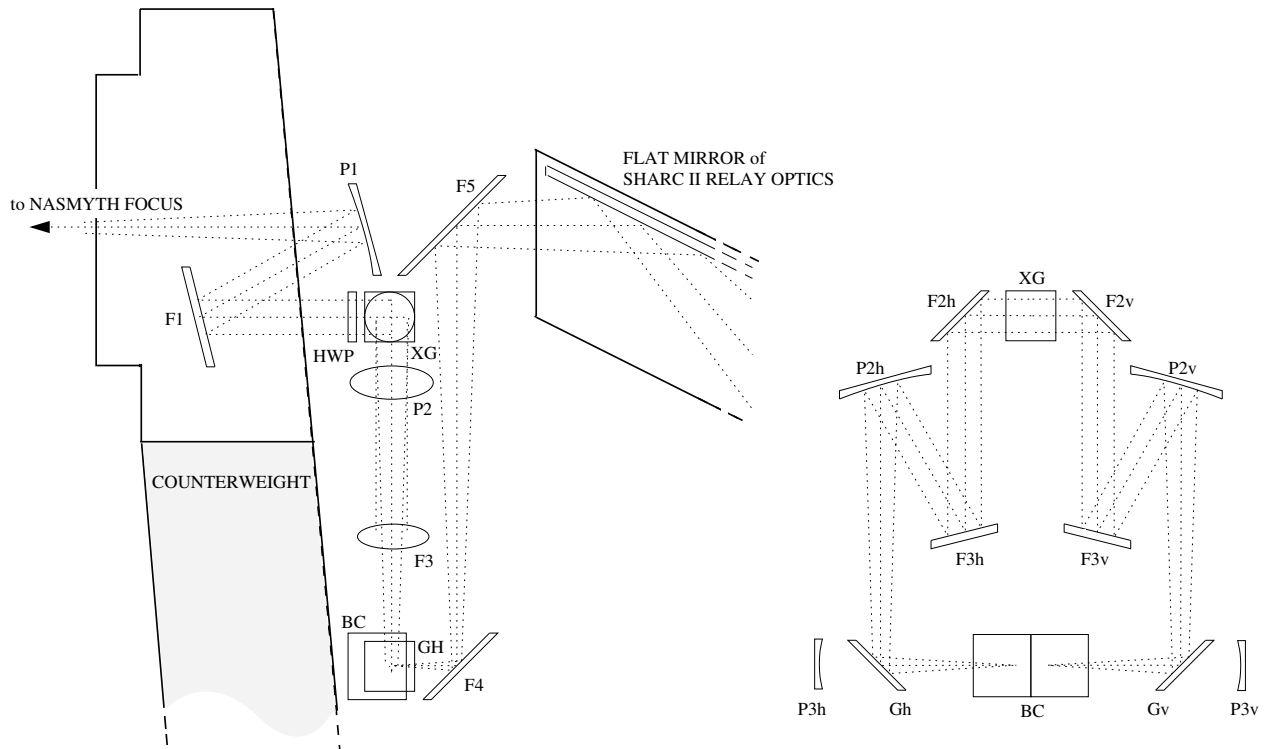 P1
F5
FLAT MIRROR of
SHARC II RELAY OPTICS
to NASMYTH FOCUS
F1
HWP
XG
P2
COUNTERWEIGHT
F3
BC
GH
F4
XG
F2h
F2v
P2h
P2v
F3h
F3v
P3h
Gh
BC
Gv
P3v